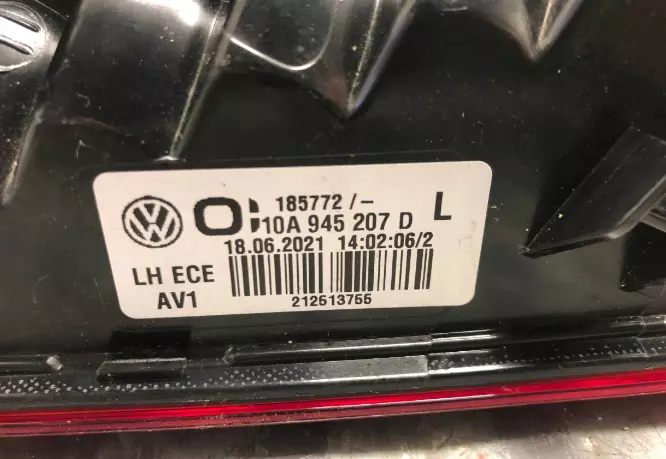 185772 /-
10A 945 207 D L
18.06.2021 14:02:06/2
LH ECE
AV1
212513755